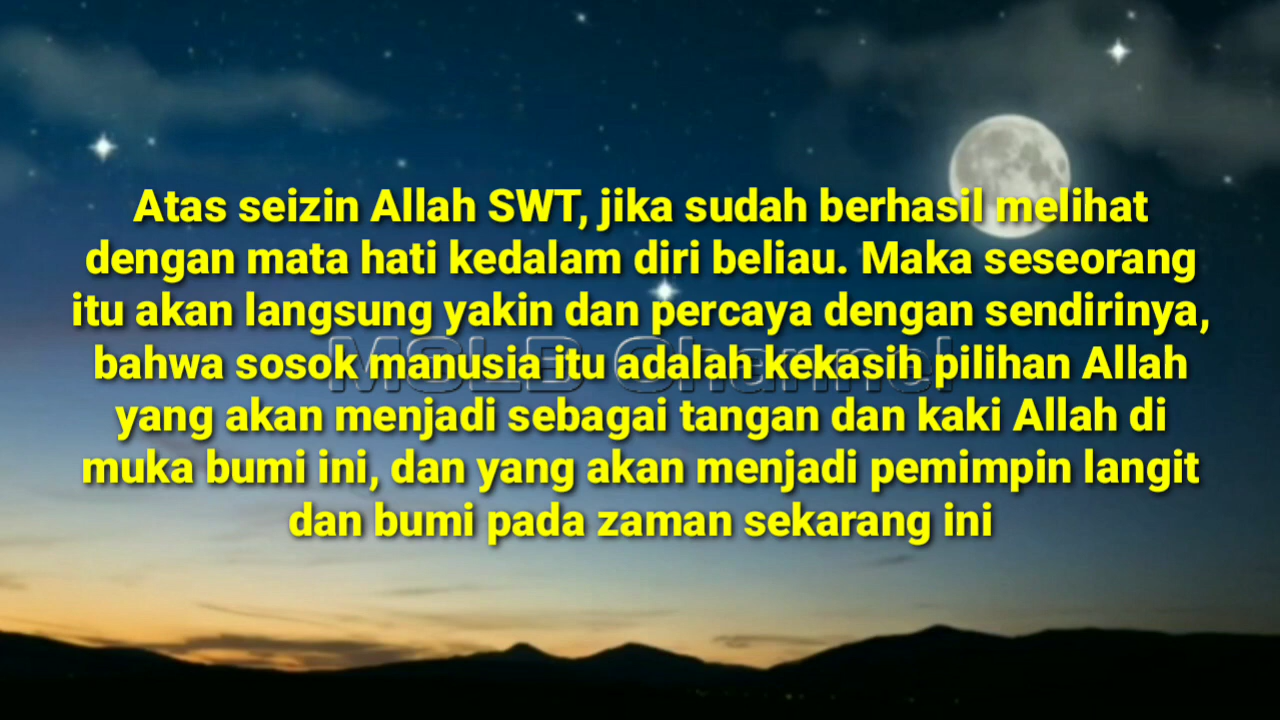 Atas seizin Allah SWT, jika sudah berhasil melihat
dengan mata hati kedalam diri beliau. Maka seseorang
itu akan langsung yakin dan percaya dengan sendirinya,
bahwa sosok manusia itu adalah kekasih pilihan Allah
MSLB Channel
yang akan menjadi sebagai tangan dan kaki Allah di
muka bumi ini, dan yang akan menjadi pemimpin langit
dan bumi pada zaman sekarang ini